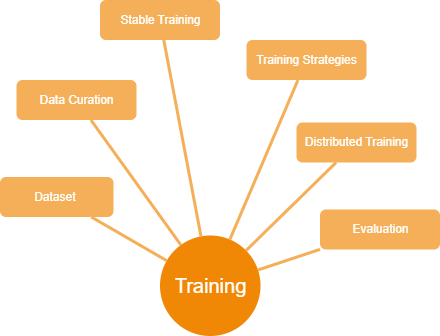 Stable Training
Training Strategies
Data Curation
Distributed Training
Dataset
Evaluation
Training